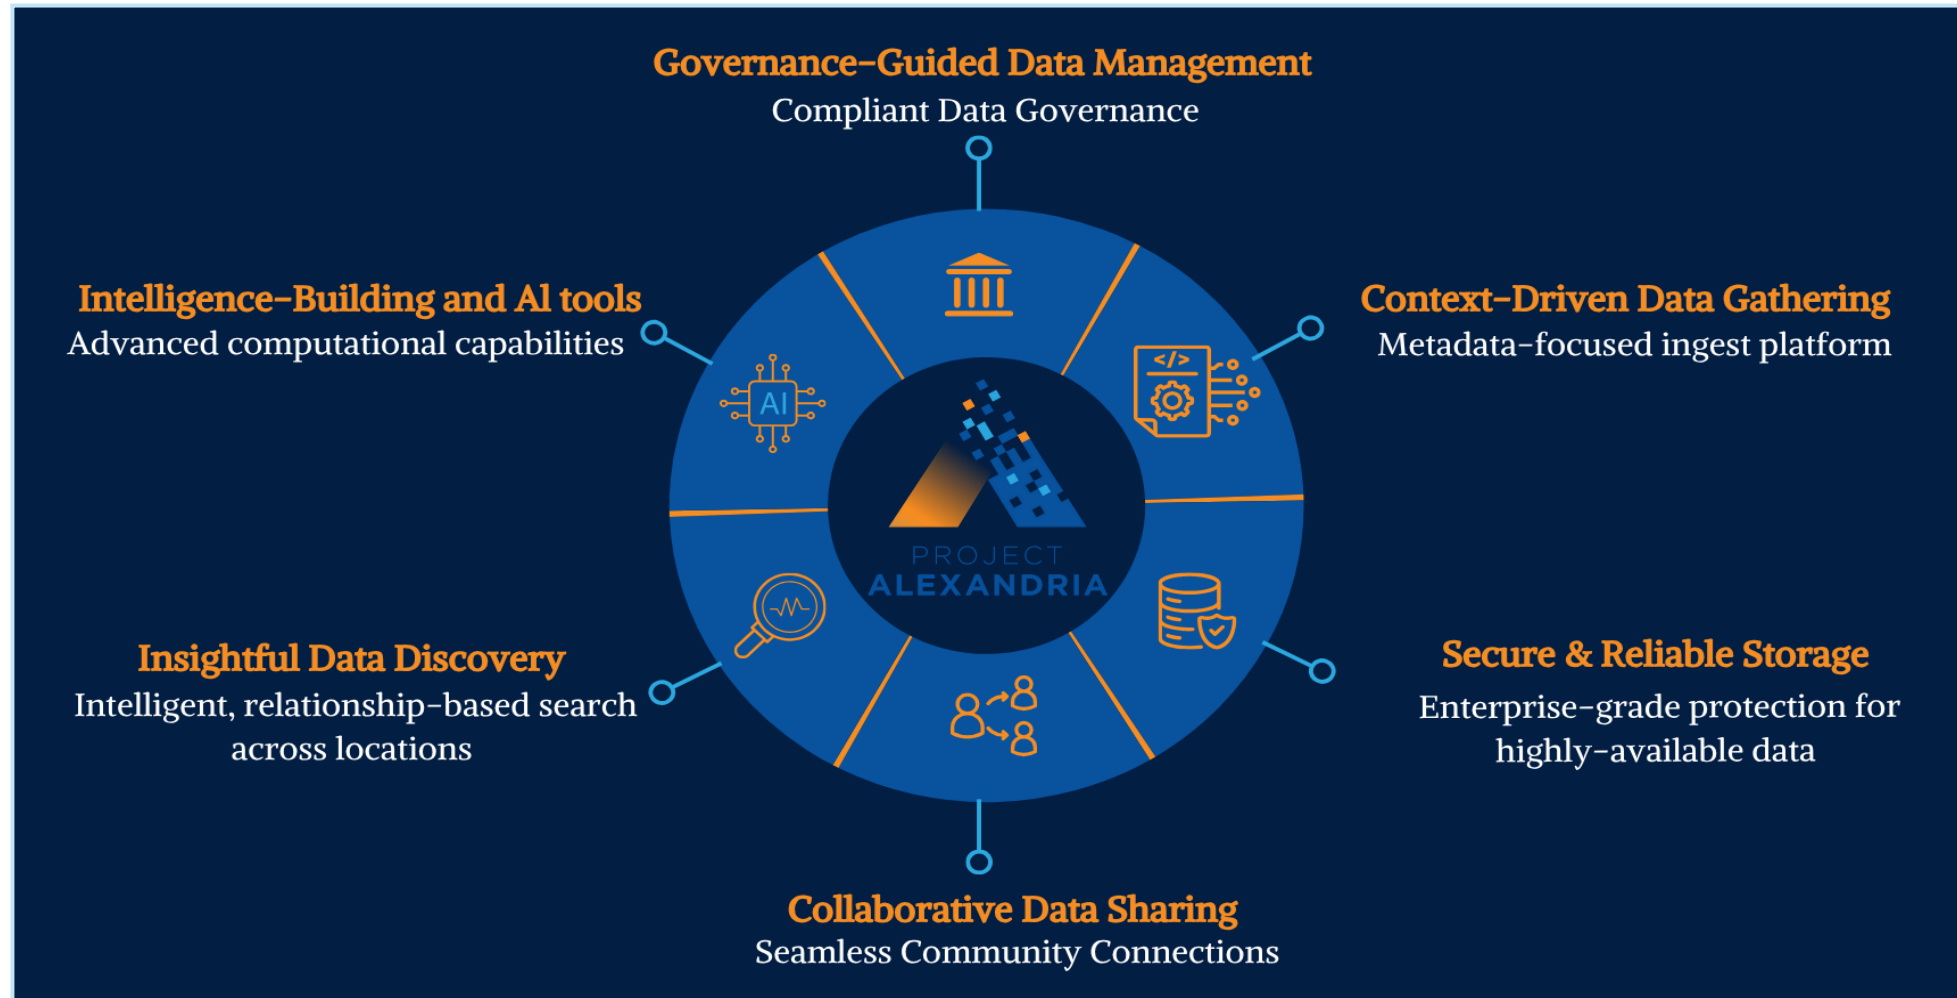 Governance-Guided Data Management
Compliant Data Governance
Intelligence-Building and AI tools
Advanced computational capabilities
Context-Driven Data Gathering
Metadata-focused ingest platform
</>
AI
PROJECT
ALEXANDRIA
Insightful Data Discovery
Intelligent, relationship-based search
across locations
Secure & Reliable Storage
Enterprise-grade protection for
highly-available data
Collaborative Data Sharing
Seamless Community Connections